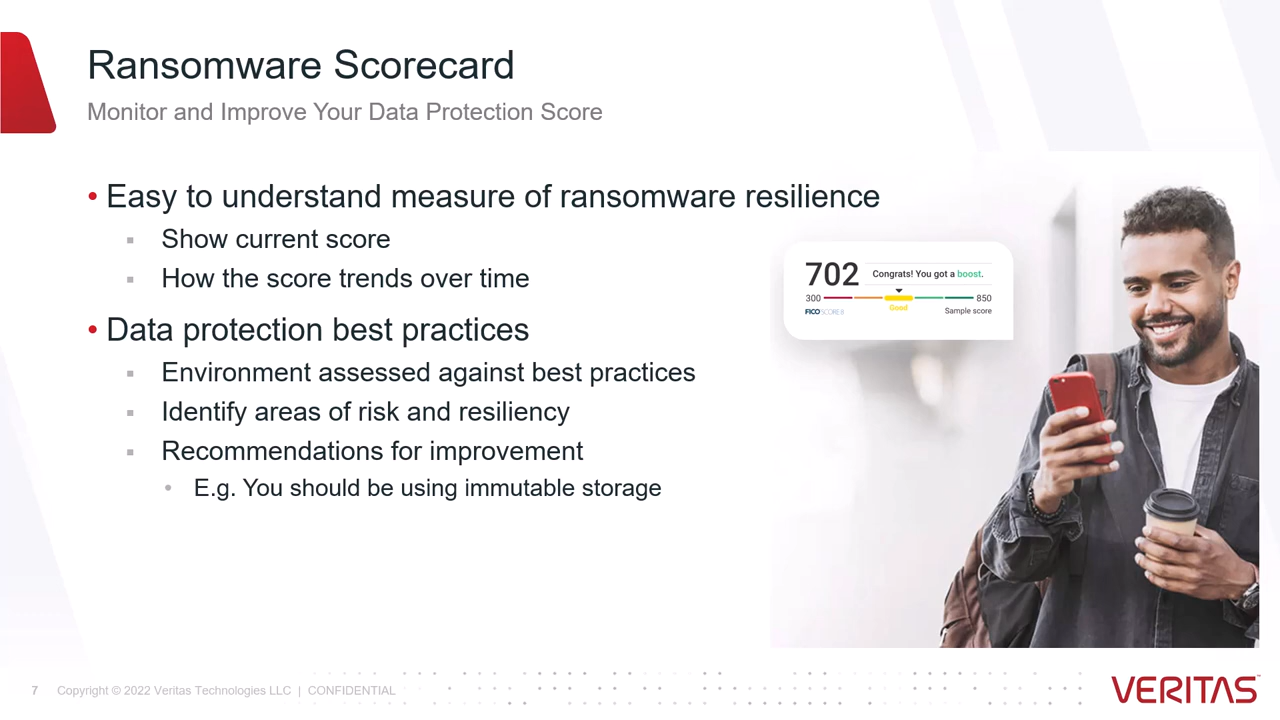 Ransomware Scorecard
Monitor and Improve Your Data Protection Score
• Easy to understand measure of ransomware resilience
▪ Show current score
▪ How the score trends over time
• Data protection best practices
▪ Environment assessed against best practices
▪ Identify areas of risk and resiliency
▪ Recommendations for improvement
• E.g. You should be using immutable storage
702 Congrats! You got a boost.
300 850
Good
FICO SCORE 8 Sample score
7 Copyright © 2022 Veritas Technologies LLC | CONFIDENTIAL
VERITAS